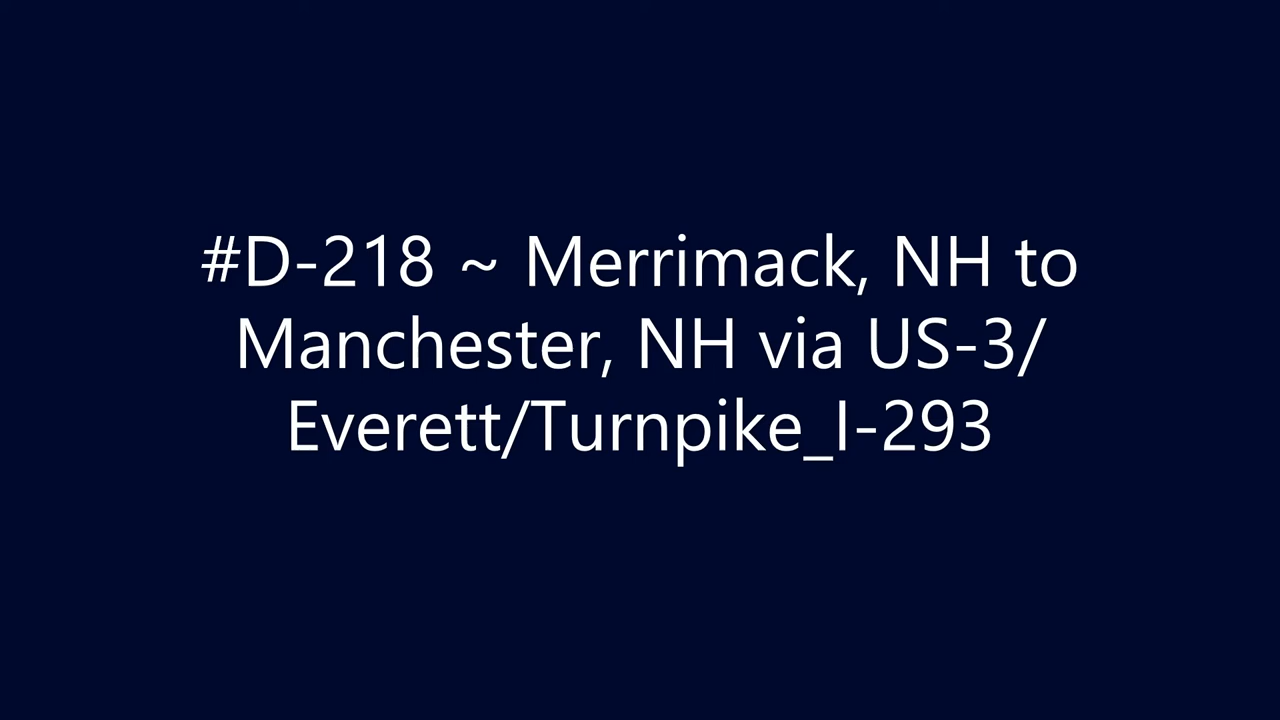 #D-218 ~ Merrimack, NH to
Manchester, NH via US-3/
Everett/Turnpike_I-293